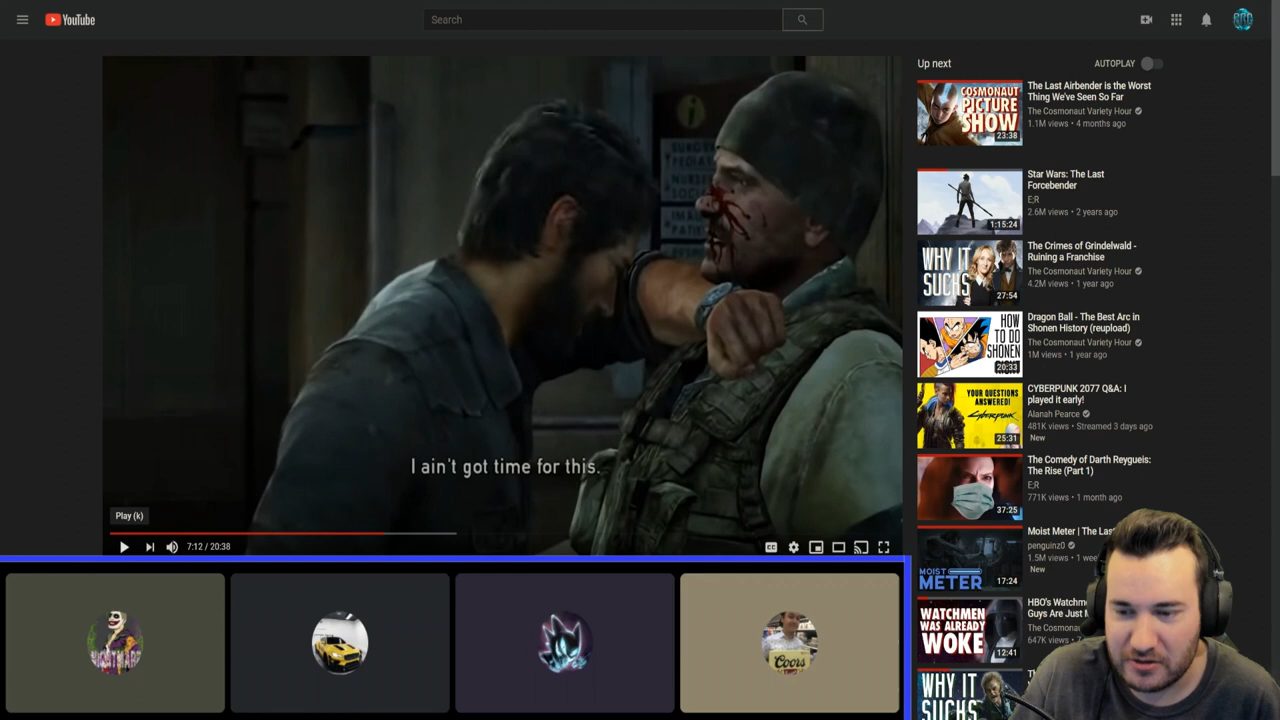 YouTube
Search
Up next
AUTOPLAY
COSMONAUT
PICTURE
SHOW
23:38
The Last Airbender is the Worst
Thing We've Seen So Far
The Cosmonaut Variety Hour
1.1M views • 4 months ago
1:15:24
Star Wars: The Last
Forcebender
E;R
2.6M views • 2 years ago
WHY IT
SUCKS
27:54
The Crimes of Grindelwald -
Ruining a Franchise
The Cosmonaut Variety Hour
4.2M views • 1 year ago
HOW
TO DO
SHONEN
RIGHT
20:33
Dragon Ball - The Best Arc in
Shonen History (reupload)
The Cosmonaut Variety Hour
1M views • 1 year ago
YOUR QUESTIONS
ANSWERED!
CYBERPUNK
25:31
CYBERPUNK 2077 Q&A: I
played it early!
Alanah Pearce
481K views • Streamed 3 days ago
New
37:25
The Comedy of Darth Reygueis:
The Rise (Part 1)
E;R
771K views • 1 month ago
MOIST
METER
17:24
Moist Meter | The Las
penguinz0
1.5M views • 1 wee
New
WATCHMEN
WAS ALREADY
WOKE
12:41
HBO's Watchm
Guys Are Just
The Cosmonau
647K views •
WHY IT
SUCKS
I ain't got time for this.
Play (k)
7:12 / 20:38
NIGHTMARE
Coors